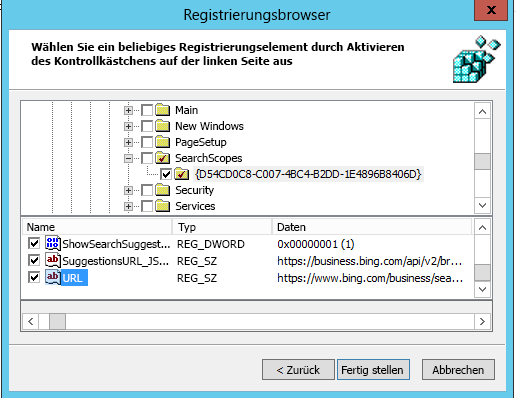 Registrierungsbrowser
x
Wählen Sie ein beliebiges Registrierungselement durch Aktivieren
des Kontrollkästchens auf der linken Seite aus
Main
New Windows
PageSetup
SearchScopes
{D54CD0C8-C007-4BC4-B2DD-1E4896B8406D}
Security
Services
Name Typ Daten
ShowSearchSuggest... REG_DWORD 0x00000001 (1)
ab SuggestionsURL_JS... REG_SZ https://business.bing.com/api/v2/br...
ab URL REG_SZ https://www.bing.com/business/sea...
< Zurück Fertig stellen Abbrechen